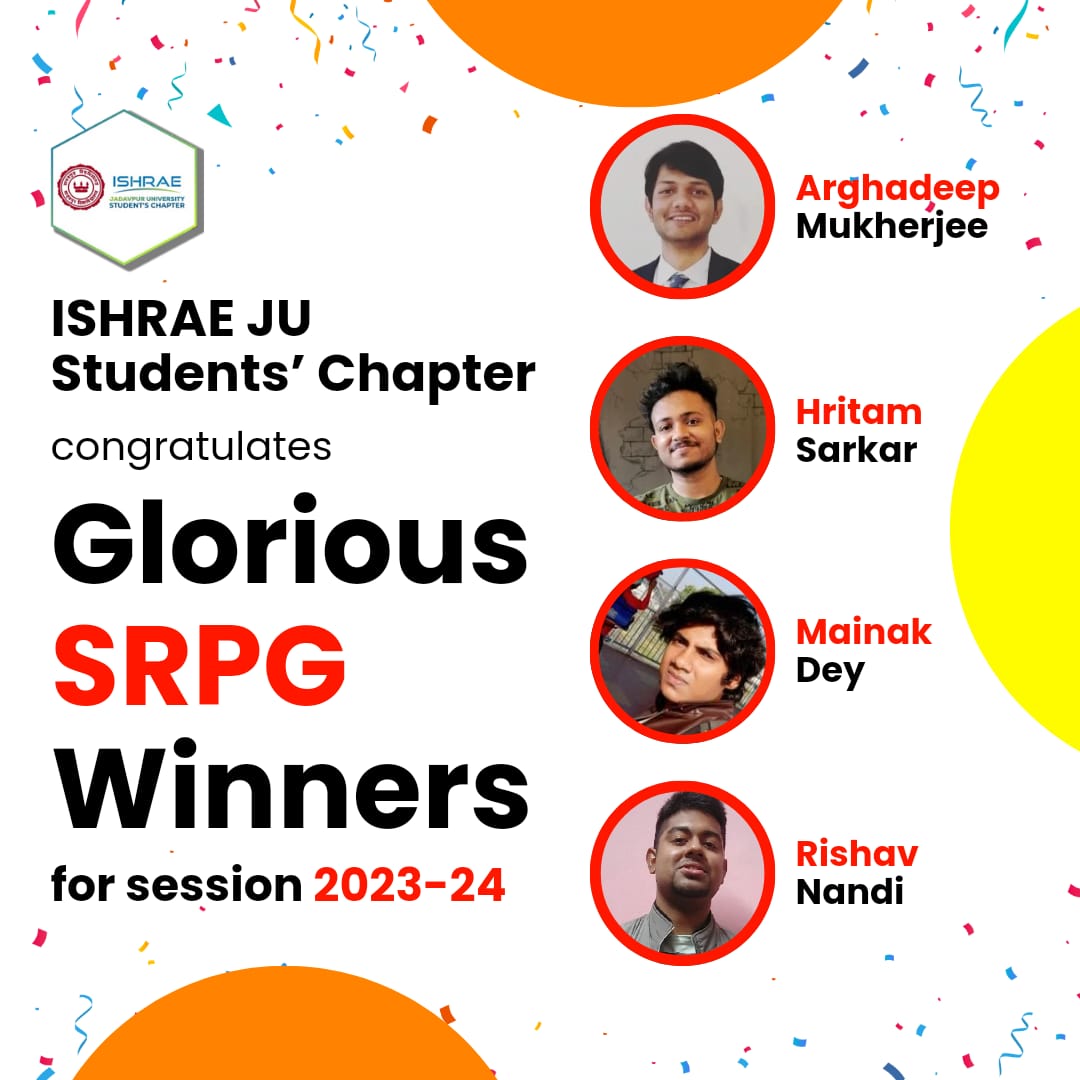 ISHRAE
JADAVPUR UNIVERSITY
STUDENT'S CHAPTER
ISHRAE JU
Students’ Chapter
congratulates
Glorious
SRPG
Winners
for session 2023-24
Arghadeep
Mukherjee
Hritam
Sarkar
Mainak
Dey
Rishav
Nandi